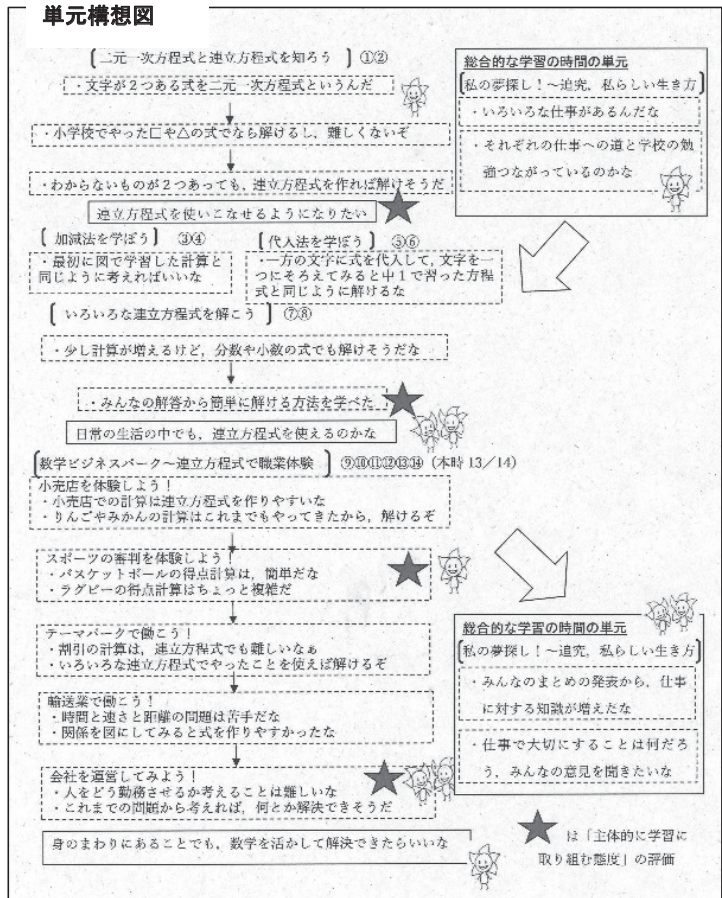 単元構想図
〔二元一次方程式と連立方程式を知ろう〕①②
・文字が2つある式を二元一次方程式というんだ
・小学校でやった□や△の式でなら解けるし，難しくないぞ
・わからないものが2つあっても，連立方程式を作れば解けそうだ
連立方程式を使いこなせるようになりたい
〔加減法を学ぼう〕③④
・最初に図で学習した計算と
同じように考えればいいな
〔代入法を学ぼう〕⑤⑥
・一方の文字に式を代入して，文字を一
つにそろえてみると中1で習った方程
式と同じように解けるな
〔いろいろな連立方程式を解こう〕⑦⑧
・少し計算が増えるけど，分数や小数の式でも解けそうだな
・みんなの解答から簡単に解ける方法を学べた
日常の生活の中でも，連立方程式を使えるのかな
〔数学ビジネスパーク～連立方程式で職業体験〕⑨⑩⑪⑫⑬⑭（本時13／14）
小売店を体験しよう！
・小売店での計算は連立方程式を作りやすいな
・りんごやみかんの計算はこれまでもやってきたから，解けるぞ
スポーツの審判を体験しよう！
・バスケットボールの得点計算は，簡単だな
・ラグビーの得点計算はちょっと複雑だ
テーマパークで働こう！
・割引の計算は，連立方程式でも難しいなぁ
・いろいろな連立方程式でやったことを使えば解けるぞ
輸送業で働こう！
・時間と速さと距離の問題は苦手だな
・関係を図にしてみると式を作りやすかったな
会社を運営してみよう！
・人をどう勤務させるか考えることは難しいな
・これまでの問題から考えれば，何とか解決できそうだ
身のまわりにあることでも，数学を活かして解決できたらいいな
総合的な学習の時間の単元
〔私の夢探し！～追究，私らしい生き方〕
・いろいろな仕事があるんだな
・それぞれの仕事への道と学校の勉
強つながっているのかな
総合的な学習の時間の単元
〔私の夢探し！～追究，私らしい生き方〕
・みんなのまとめの発表から，仕事
に対する知識が増えたな
・仕事で大切にすることは何だろ
う，みんなの意見を聞きたいな
★は「主体的に学習に
取り組む態度」の評価